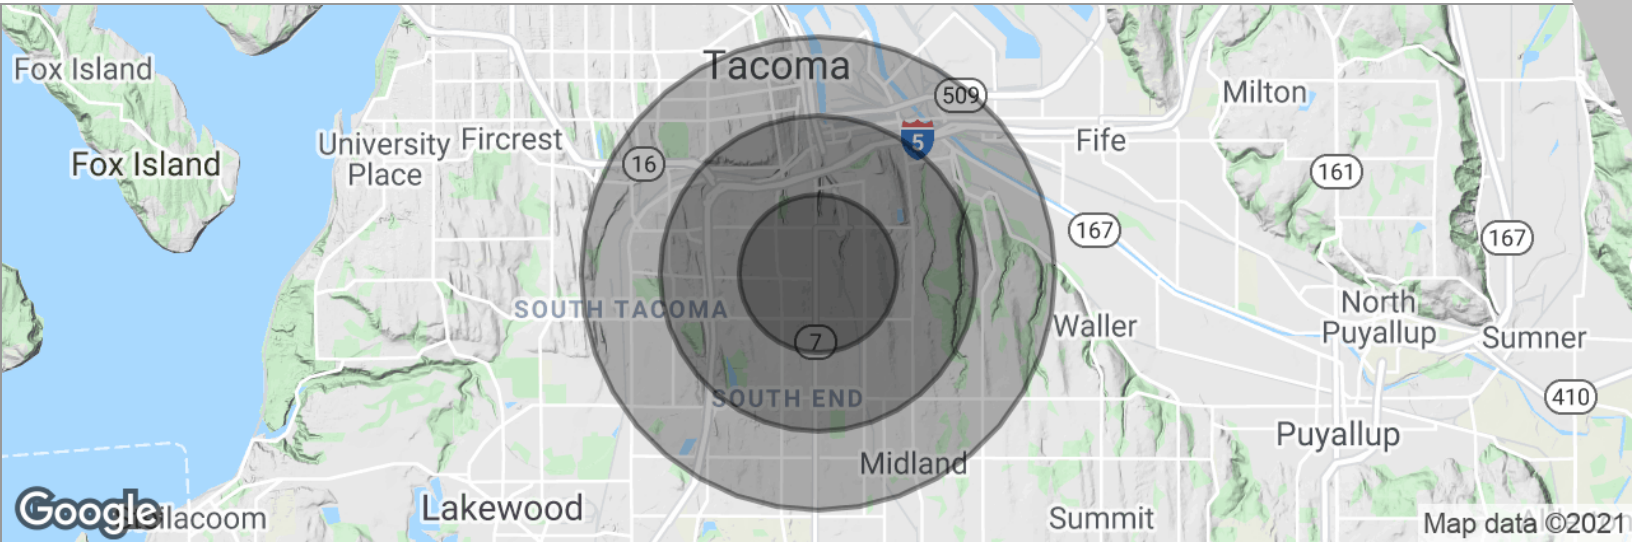 Tacoma
Fox Island
509
Milton
University
Place
Fircrest
5
Fife
Fox Island
16
161
167
167
SOUTH TACOMA
North
Puyallup
Waller
7
Sumner
SOUTH END
410
Puyallup
Midland
Google
Lakewood
Summit
Map data ©2021